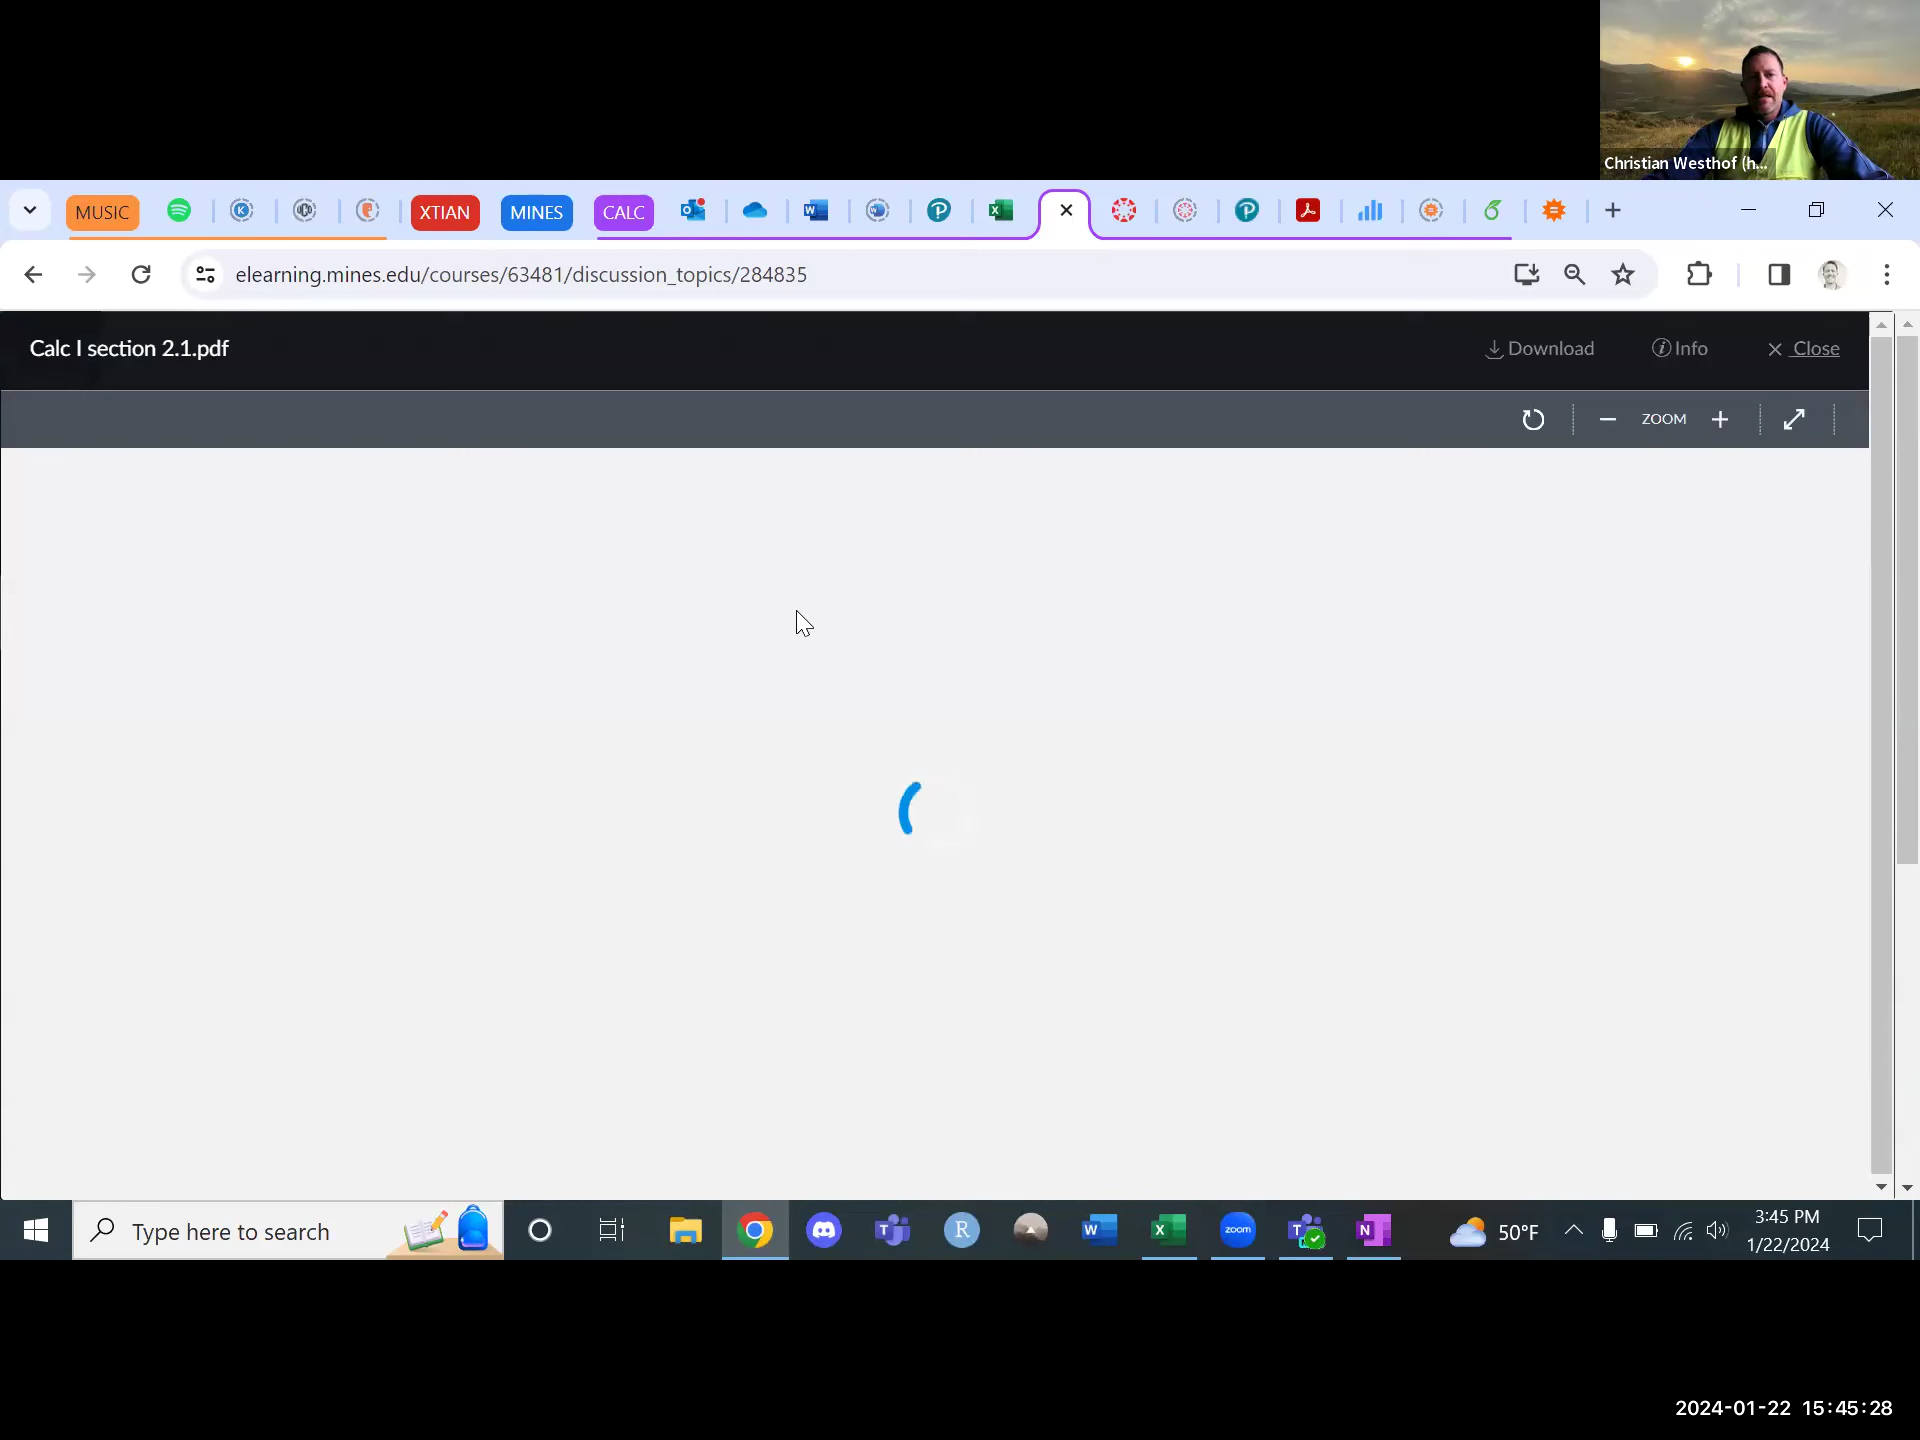 Christian Westhof (h...
MUSIC
XTIAN
MINES
CALC
elearning.mines.edu/courses/63481/discussion_topics/284835
Calc I section 2.1.pdf
Download
Info
Close
ZOOM
Type here to search
zoom
50°F
3:45 PM
1/22/2024
2024-01-22 15:45:28